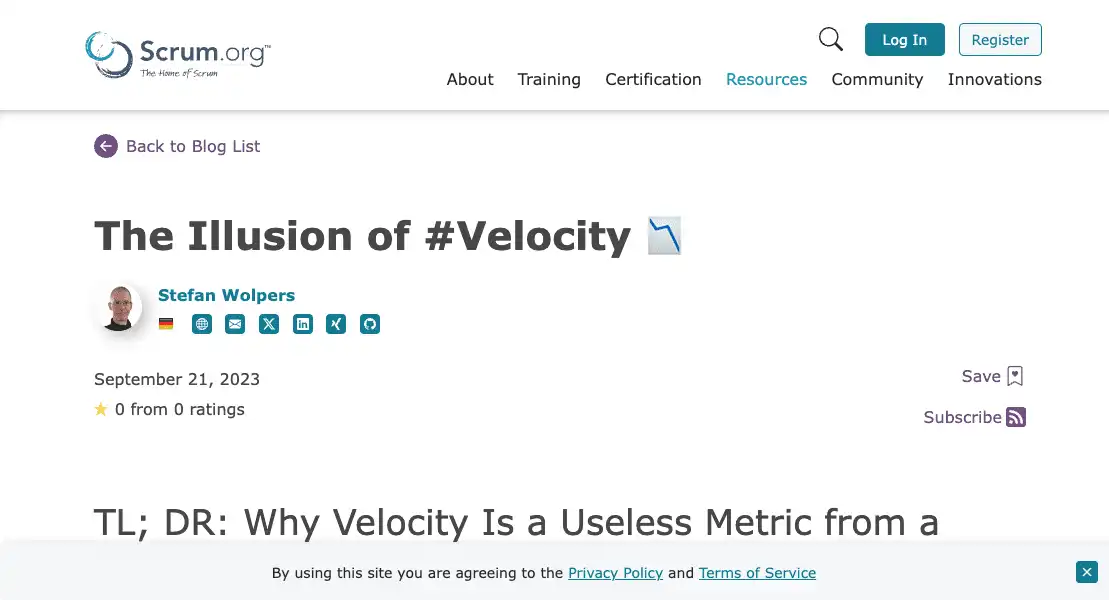 Scrum.org™
The Home of Scrum
Log In
Register
About
Training
Certification
Resources
Community
Innovations
Back to Blog List
The Illusion of #Velocity
Stefan Wolpers
September 21, 2023
0 from 0 ratings
Save
Subscribe
TL; DR: Why Velocity Is a Useless Metric from a
By using this site you are agreeing to the Privacy Policy and Terms of Service